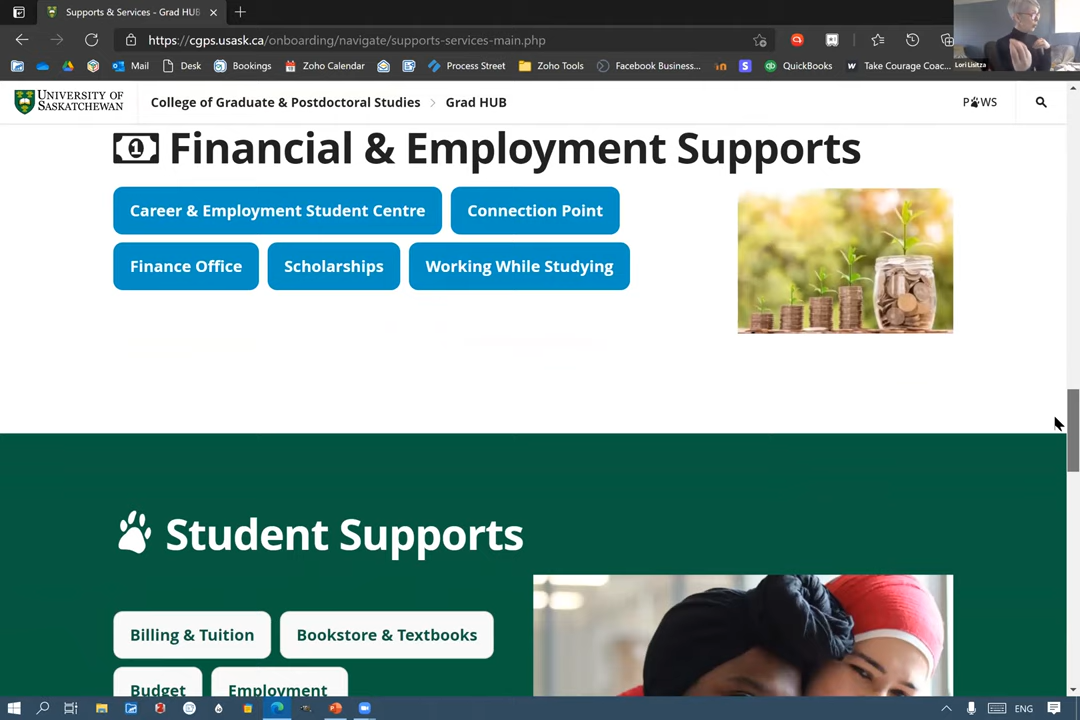 Supports & Services - Grad HUB
https://cgps.usask.ca/onboarding/navigate/supports-services-main.php
Mail Desk Bookings Zoho Calendar Process Street Zoho Tools Facebook Business... in S QuickBooks W Take Courage Coac...
Lori Lisitza
UNIVERSITY OF
SASKATCHEWAN
College of Graduate & Postdoctoral Studies > Grad HUB
PAWS
Financial & Employment Supports
Career & Employment Student Centre
Connection Point
Finance Office
Scholarships
Working While Studying
Student Supports
Billing & Tuition
Bookstore & Textbooks
Budget
Employment
ENG